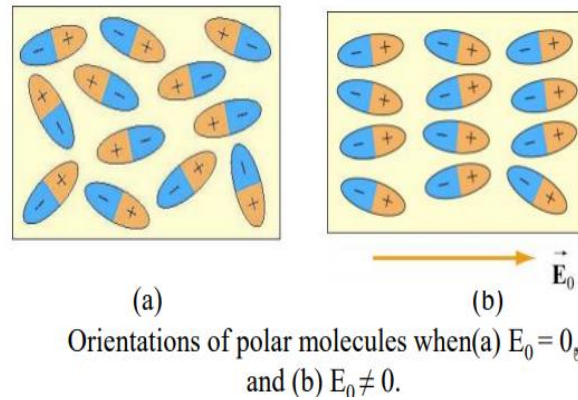 E₀
(a)
(b)
Orientations of polar molecules when(a) E₀ = 0,
and (b) E₀ ≠ 0.